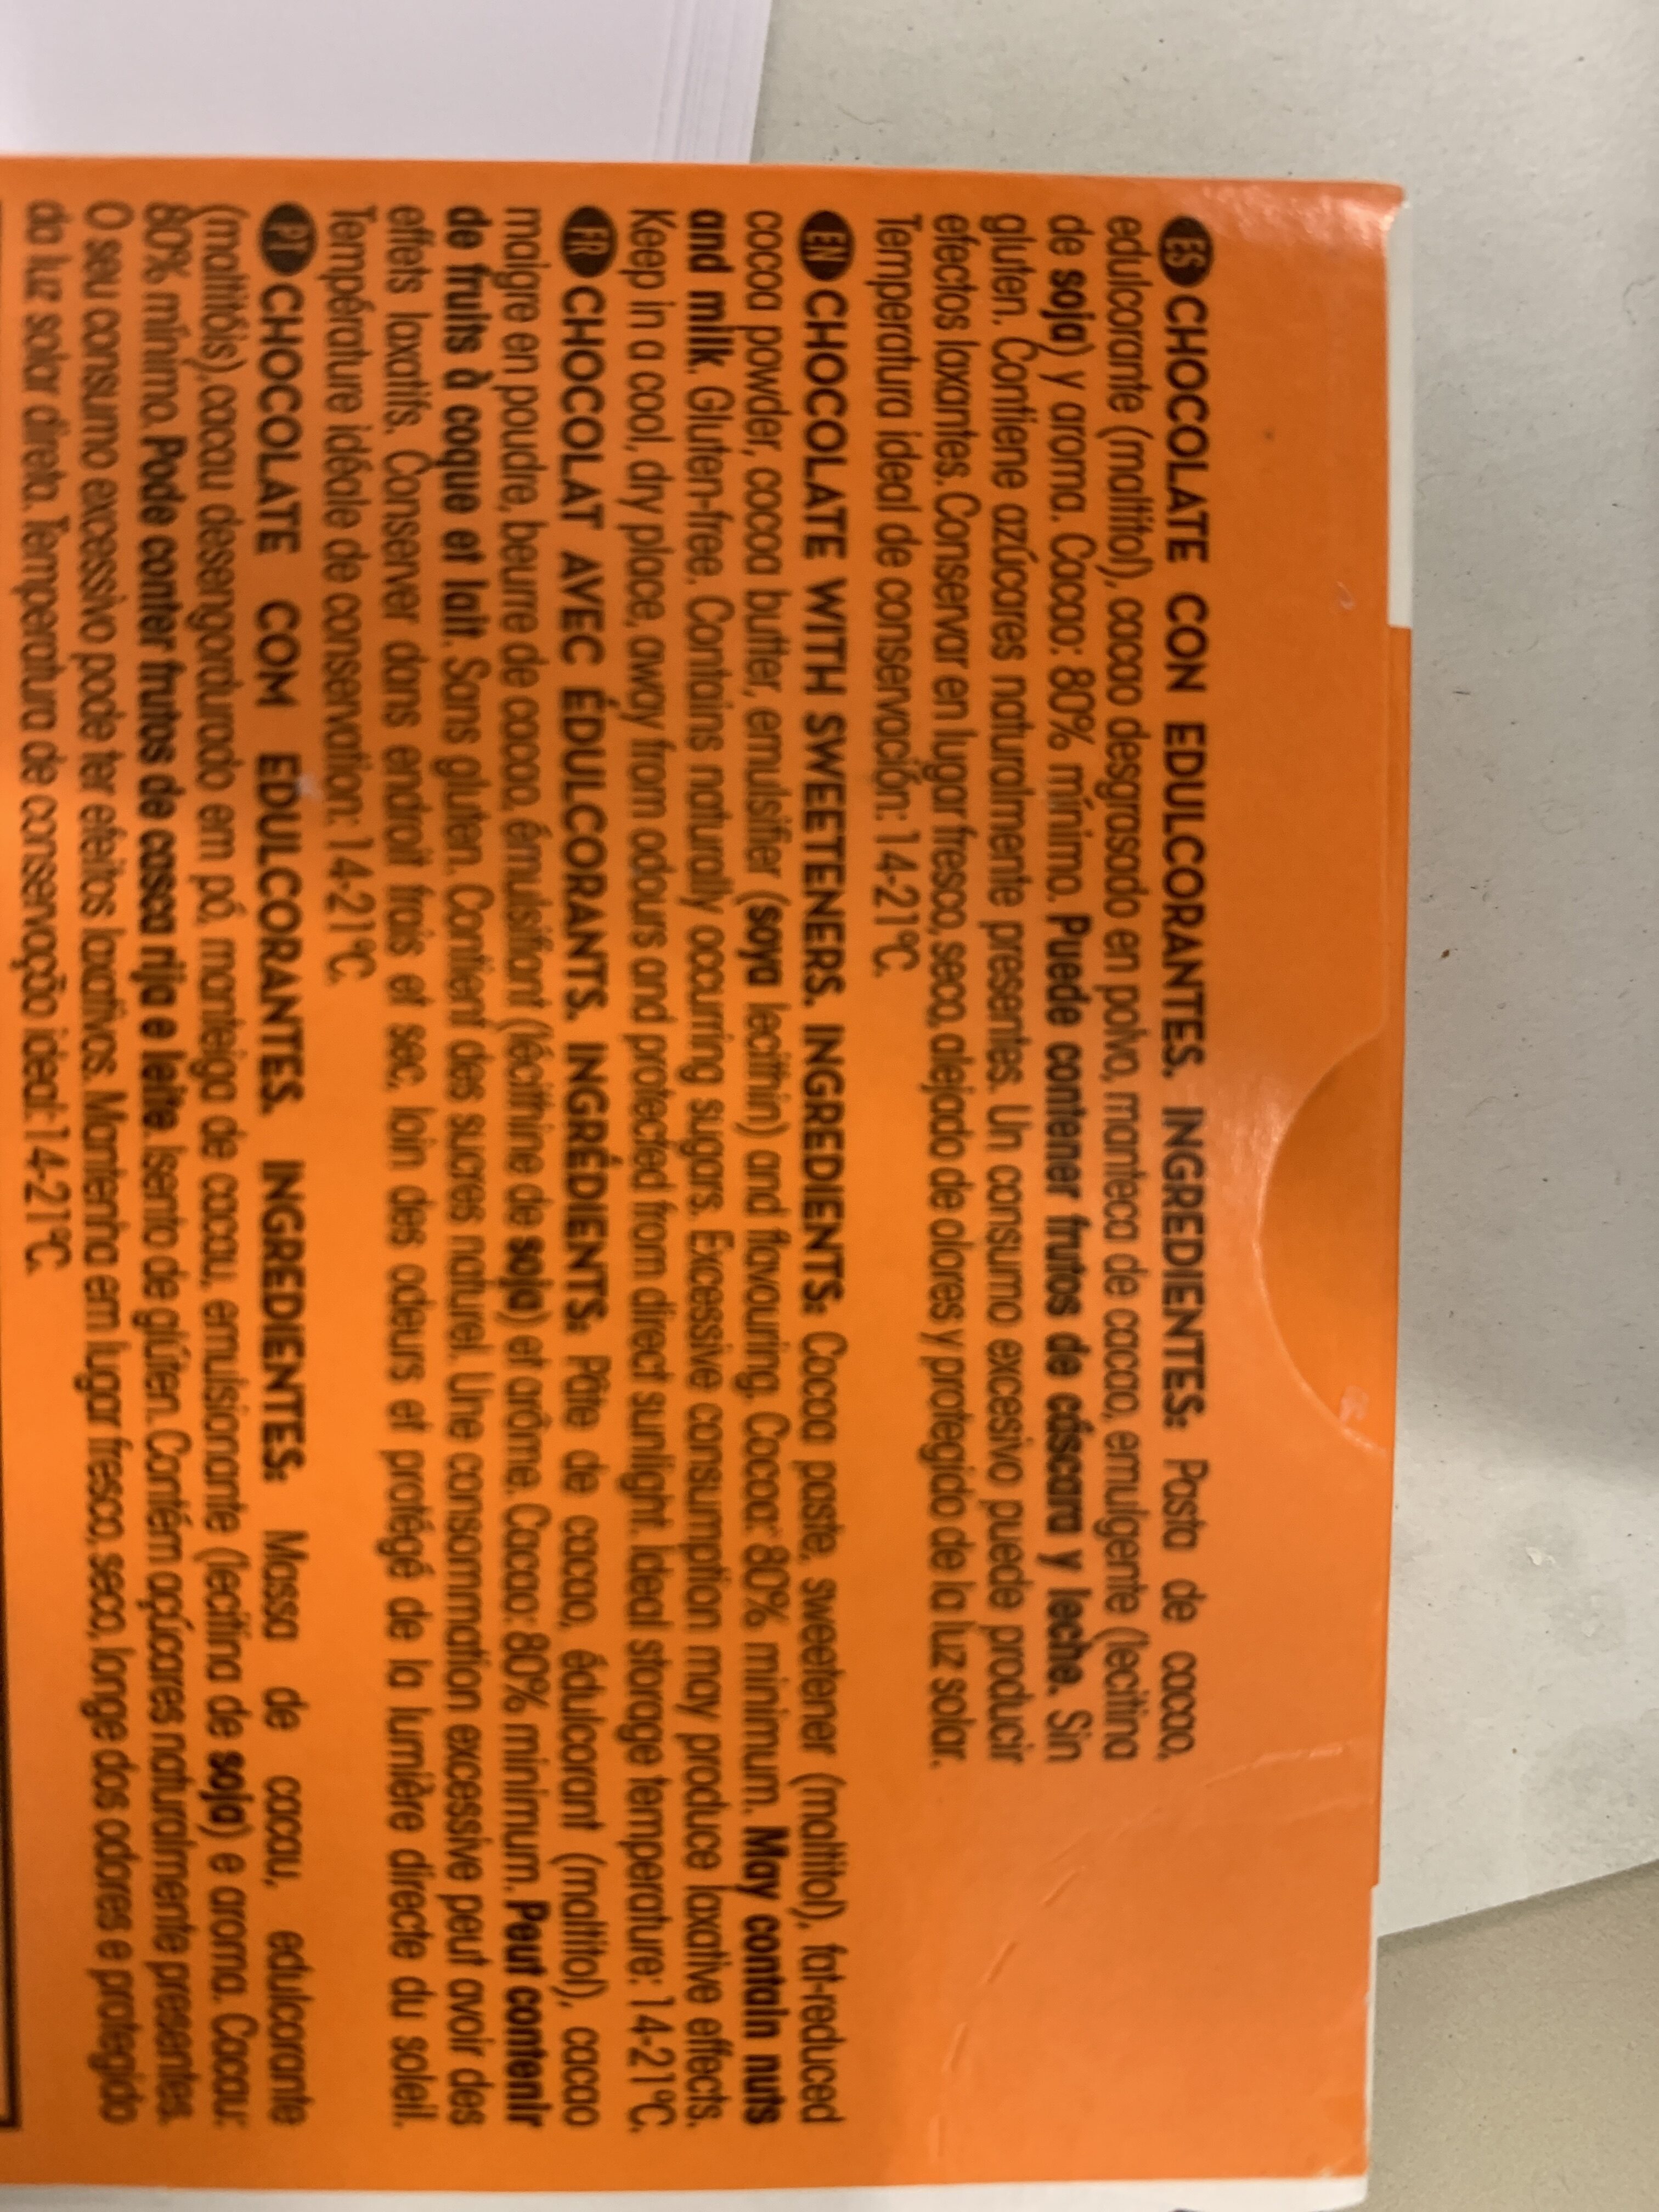 ES CHOCOLATE CON EDULCORANTES. INGREDIENTES: Pasta de cacao,
edulcorante (maltitol), cacao desgrasado en polvo, manteca de cacao, emulgente (lecitina
de soja) y aroma. Cacao: 80% mínimo. Puede contener frutos de cáscara y leche. Sin
gluten. Contiene azúcares naturalmente presentes. Un consumo excesivo puede producir
efectos laxantes. Conservar en lugar fresco, seco, alejado de olores y protegido de la luz solar.
Temperatura ideal de conservación: 14-21°C.
EN CHOCOLATE WITH SWEETENERS. INGREDIENTS: Cocoa paste, sweetener (maltitol), fat-reduced
cocoa powder, cocoa butter, emulsifier (soya lecithin) and flavouring. Cocoa: 80% minimum. May contain nuts
and milk. Gluten-free. Contains naturally occurring sugars. Excessive consumption may produce laxative effects.
Keep in a cool, dry place, away from odours and protected from direct sunlight. Ideal storage temperature: 14-21°C.
FR CHOCOLAT AVEC ÉDULCORANTS. INGRÉDIENTS: Pâte de cacao, édulcorant (maltitol), cacao
maigre en poudre, beurre de cacao, émulsifiant (lécithine de soja) et arôme. Cacao: 80% minimum. Peut contenir
de fruits à coque et lait. Sans gluten. Contient des sucres naturel. Une consommation excessive peut avoir des
effets laxatifs. Conserver dans endroit frais et sec, loin des odeurs et protégé de la lumière directe du soleil.
Température idéale de conservation: 14-21°C.
PT CHOCOLATE COM EDULCORANTES. INGREDIENTES: Massa de cacau, edulcorante
(maltitóis), cacau desengordurado em pó, manteiga de cacau, emulsionante (lecitina de soja) e aroma. Cacau:
80% mínimo. Pode conter frutos de casca rija e leite. Isento de glúten. Contém açúcares naturalmente presentes.
O seu consumo excessivo pode ter efeitos laxativos. Mantenha em lugar fresco, seco, longe dos odores e protegido
da luz solar direta. Temperatura de conservação ideal: 14-21°C.